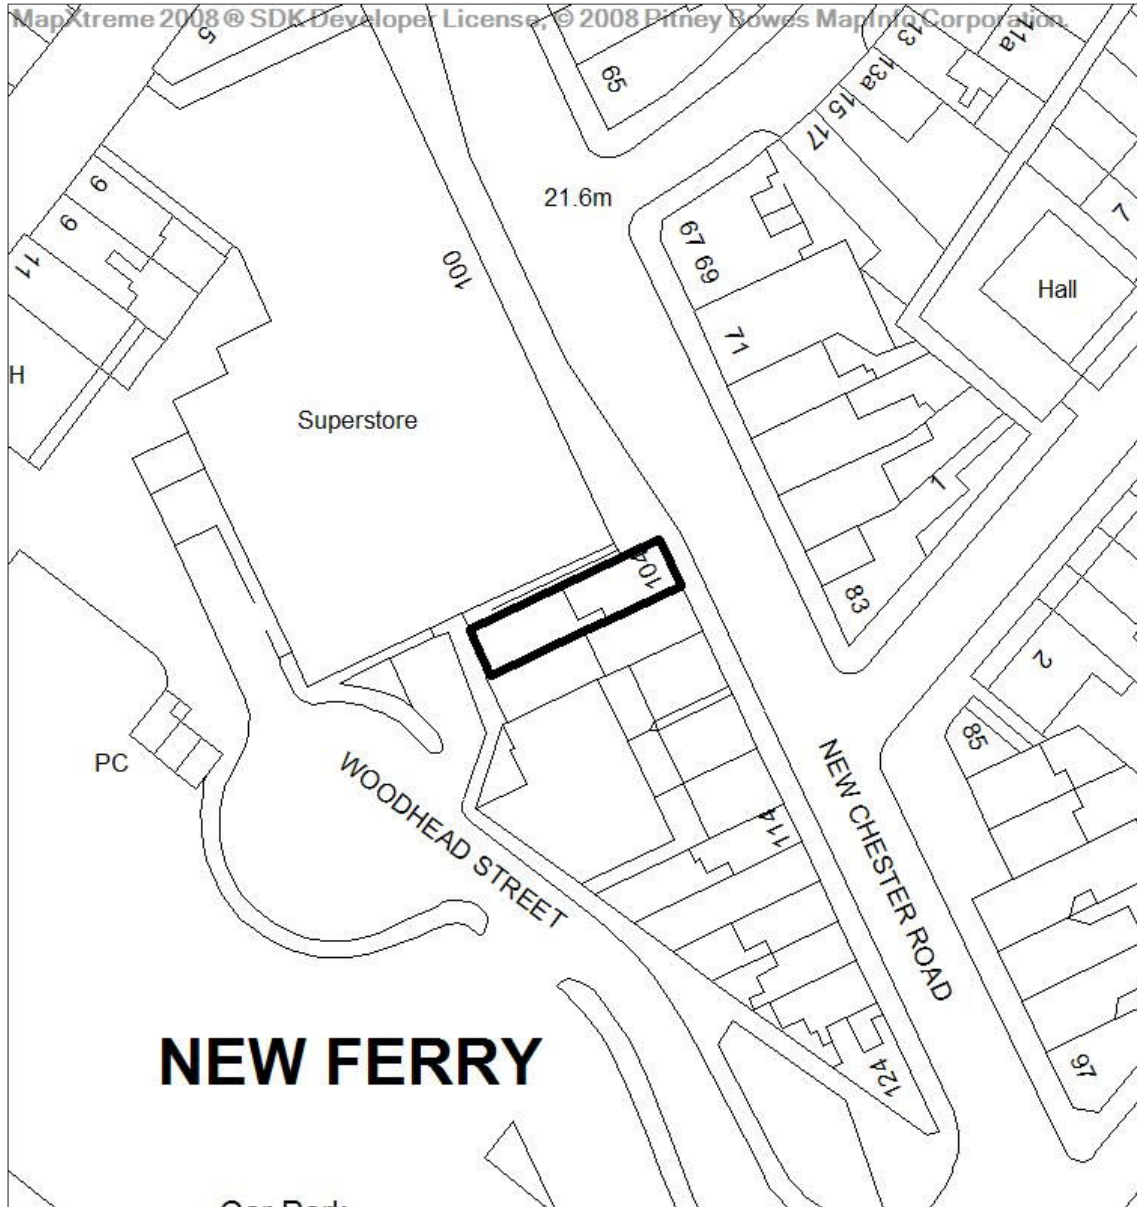 MapXtreme 2008 ® SDK Developer License, © 2008 Pitney Bowes MapInfo Corporation.
5
65
13
11a
13a
15
17
9
9
11
21.6m
100
67
69
7
71
Hall
H
Superstore
1
104
83
2
PC
85
WOODHEAD STREET
NEW CHESTER ROAD
114
NEW FERRY
124
97
Car Park